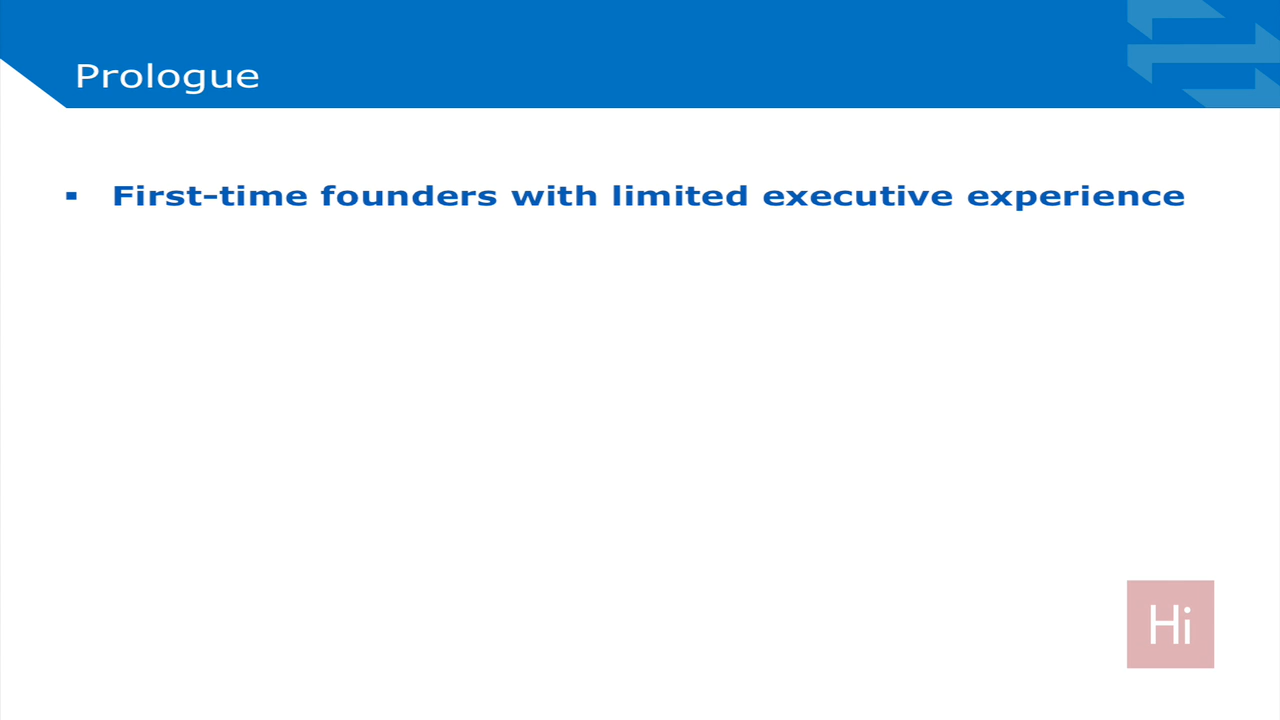 Prologue
▪ First-time founders with limited executive experience
Hi